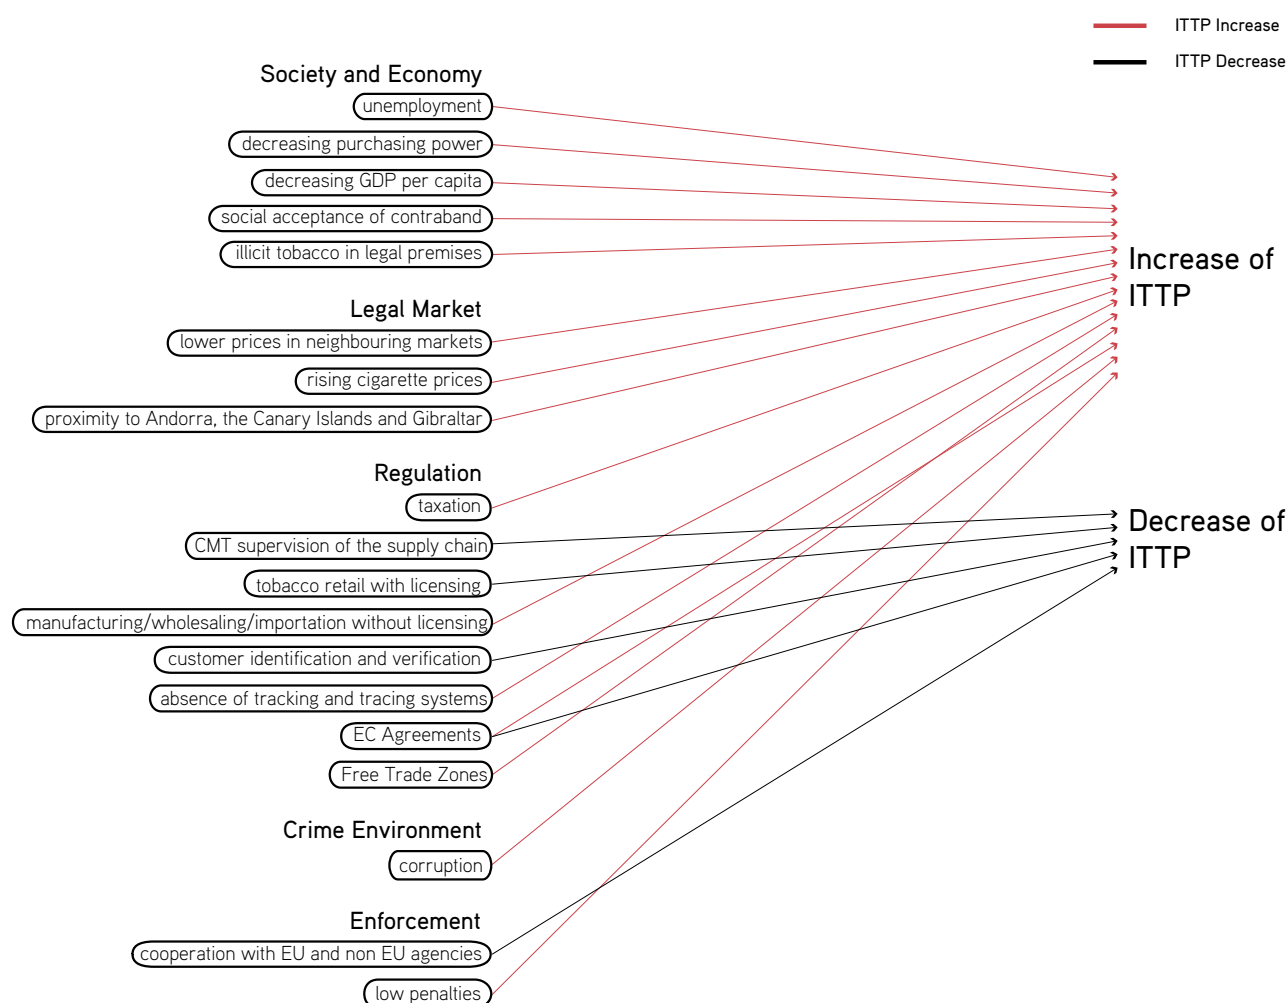 ITTP Increase
ITTP Decrease
Society and Economy
unemployment
decreasing purchasing power
decreasing GDP per capita
social acceptance of contraband
illicit tobacco in legal premises
Legal Market
lower prices in neighbouring markets
rising cigarette prices
proximity to Andorra, the Canary Islands and Gibraltar
Regulation
taxation
CMT supervision of the supply chain
tobacco retail with licensing
manufacturing/wholesaling/importation without licensing
customer identification and verification
absence of tracking and tracing systems
EC Agreements
Free Trade Zones
Crime Environment
corruption
Enforcement
cooperation with EU and non EU agencies
low penalties
Increase of
ITTP
Decrease of
ITTP